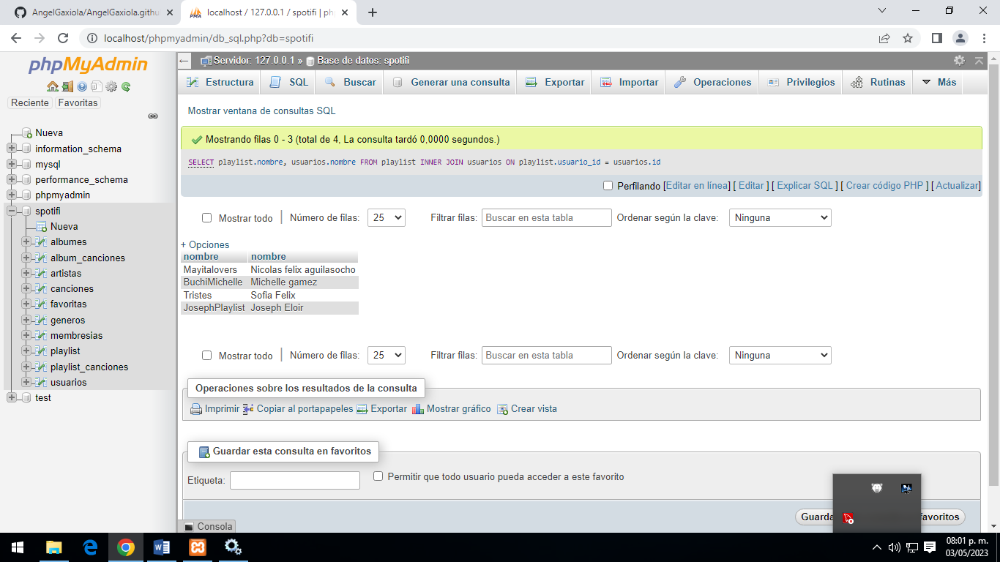 AngelGaxiola/AngelGaxiola.githu
localhost / 127.0.0.1 / spotifi | ph
localhost/phpmyadmin/db_sql.php?db=spotifi
phpMyAdmin
Reciente Favoritas
Nueva
information_schema
mysql
performance_schema
phpmyadmin
spotifi
Nueva
albumes
album_canciones
artistas
canciones
favoritas
generos
membresias
playlist
playlist_canciones
usuarios
test
Servidor: 127.0.0.1 » Base de datos: spotifi
Estructura SQL Buscar Generar una consulta Exportar Importar Operaciones Privilegios Rutinas Más
Mostrar ventana de consultas SQL
Mostrando filas 0 - 3 (total de 4, La consulta tardó 0,0000 segundos.)
SELECT playlist.nombre, usuarios.nombre FROM playlist INNER JOIN usuarios ON playlist.usuario_id = usuarios.id
Perfilando [Editar en línea] [ Editar ] [ Explicar SQL ] [ Crear código PHP ] [ Actualizar]
Mostrar todo | Número de filas: 25 Filtrar filas: Buscar en esta tabla Ordenar según la clave: Ninguna
+ Opciones
nombre nombre
Mayitalovers Nicolas felix aguilasocho
BuchiMichelle Michelle gamez
Tristes Sofia Felix
JosephPlaylist Joseph Eloir
Mostrar todo | Número de filas: 25 Filtrar filas: Buscar en esta tabla Ordenar según la clave: Ninguna
Operaciones sobre los resultados de la consulta
Imprimir Copiar al portapapeles Exportar Mostrar gráfico Crear vista
Guardar esta consulta en favoritos
Etiqueta: Permitir que todo usuario pueda acceder a este favorito
Guarda favoritos
Consola
08:01 p. m.
03/05/2023